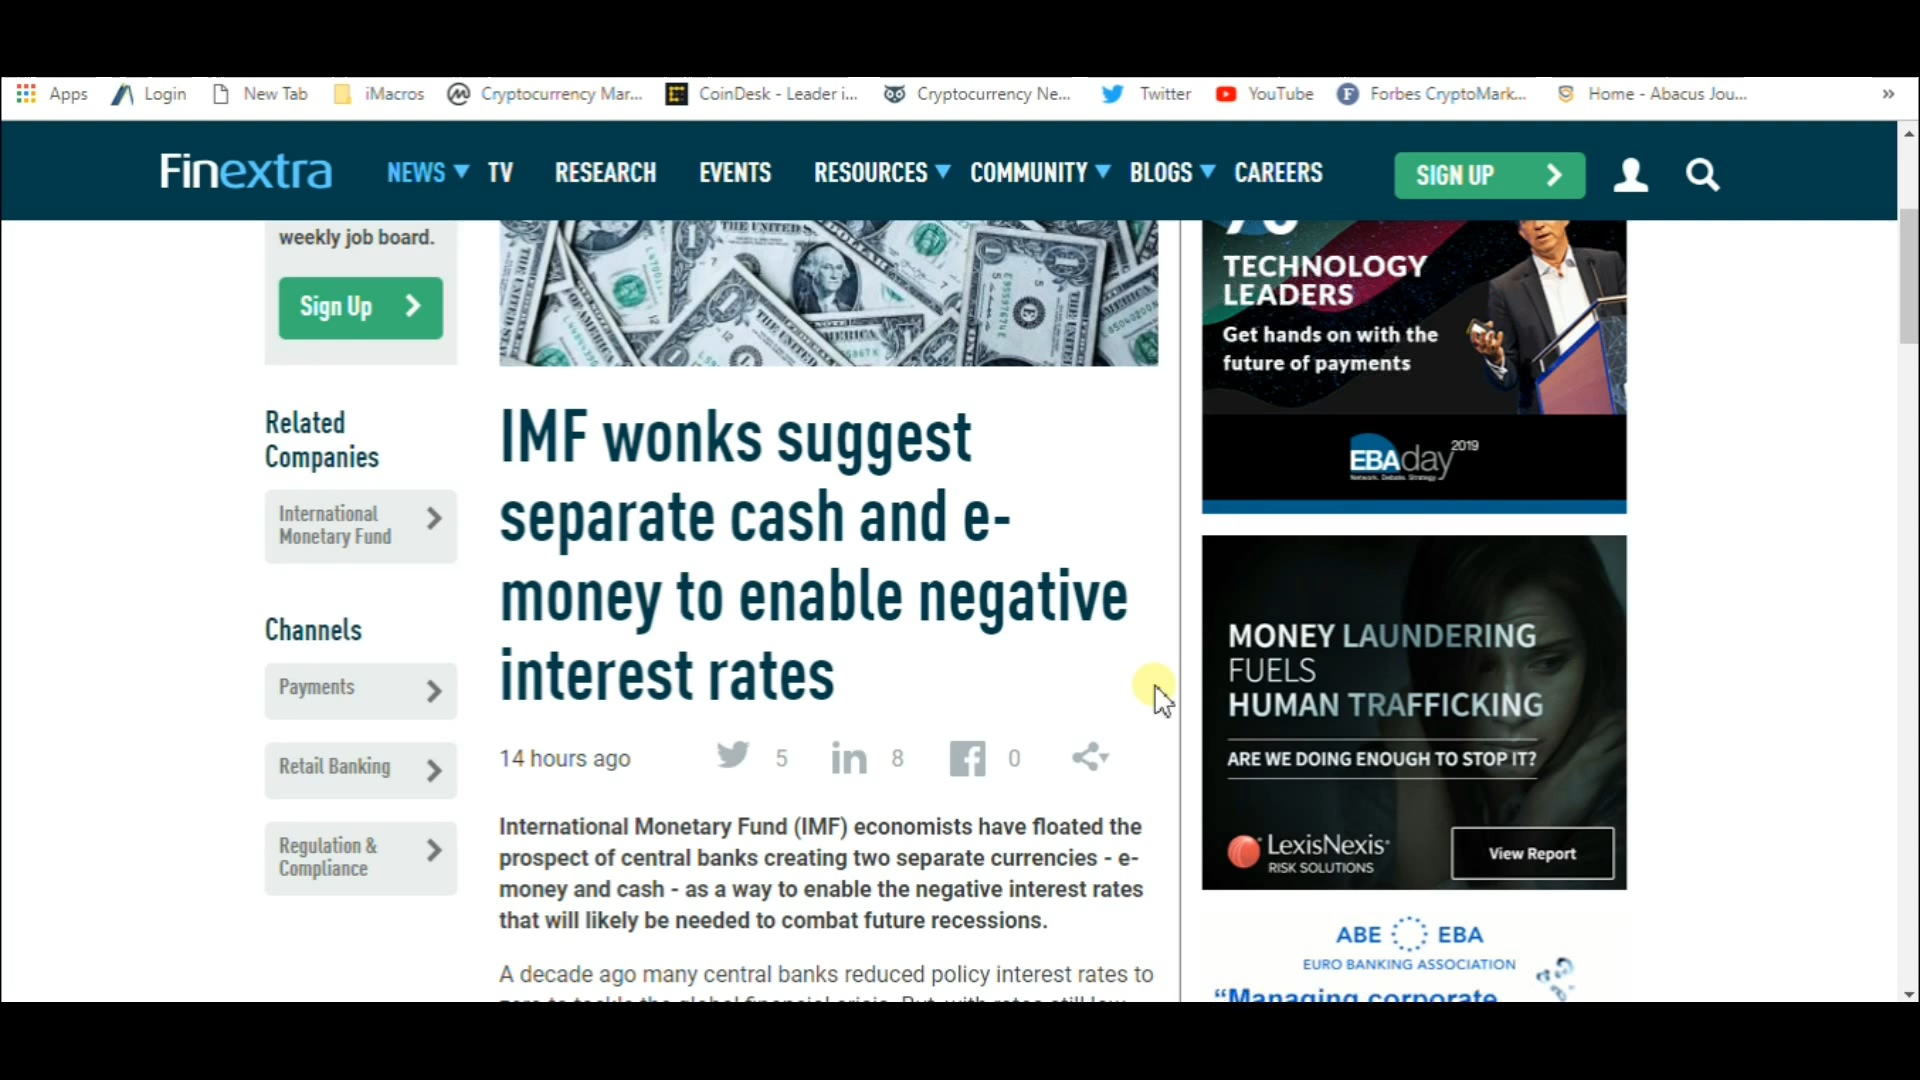 Apps Login New Tab iMacros Cryptocurrency Mar... CoinDesk - Leader i... Cryptocurrency Ne... Twitter YouTube Forbes CryptoMark... Home - Abacus Jou... »
Finextra NEWS TV RESEARCH EVENTS RESOURCES COMMUNITY BLOGS CAREERS SIGN UP
weekly job board.
Sign Up
Related
Companies
International
Monetary Fund
Channels
Payments
Retail Banking
Regulation &
Compliance
IMF wonks suggest
separate cash and e-
money to enable negative
interest rates
14 hours ago 5 8 0
International Monetary Fund (IMF) economists have floated the
prospect of central banks creating two separate currencies - e-
money and cash - as a way to enable the negative interest rates
that will likely be needed to combat future recessions.
A decade ago many central banks reduced policy interest rates to
TECHNOLOGY
LEADERS
Get hands on with the
future of payments
EBAday 2019
Network. Debate. Strategy.
MONEY LAUNDERING
FUELS
HUMAN TRAFFICKING
ARE WE DOING ENOUGH TO STOP IT?
LexisNexis
RISK SOLUTIONS
View Report
ABE EBA
EURO BANKING ASSOCIATION
“Managing corporate